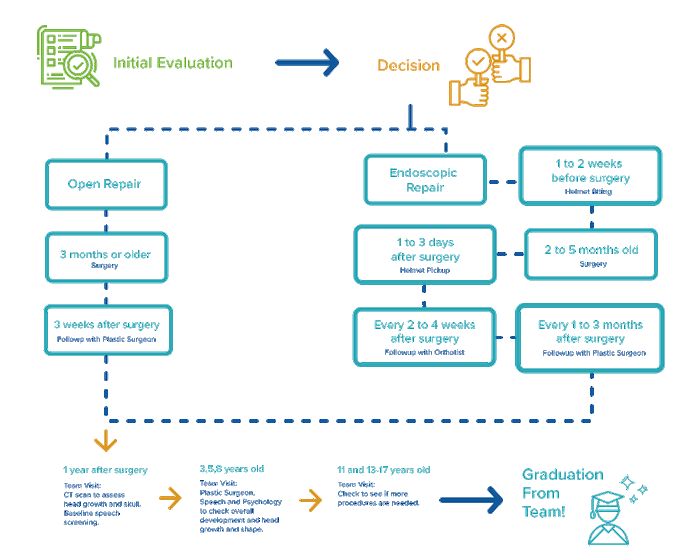 Initial Evaluation
Decision
Open Repair
3 months or older
Surgery
3 weeks after surgery
Followup with Plastic Surgeon
Endoscopic
Repair
1 to 2 weeks
before surgery
Helmet fitting
2 to 5 months old
Surgery
1 to 3 days
after surgery
Helmet Pickup
Every 2 to 4 weeks
after surgery
Followup with Orthotist
Every 1 to 3 months
after surgery
Followup with Plastic Surgeon
1 year after surgery
Team Visit:
CT scan to assess
head growth and skull.
Baseline speech
screening.
3,5,8 years old
Team Visit:
Plastic Surgeon,
Speech and Psychology
to check overall
development and head
growth and shape.
11 and 13-17 years old
Team Visit:
Check to see if more
procedures are needed.
Graduation
From
Team!